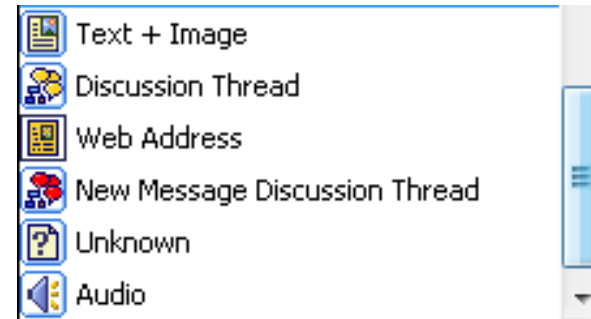 Text + Image
Discussion Thread
Web Address
New Message Discussion Thread
Unknown
Audio